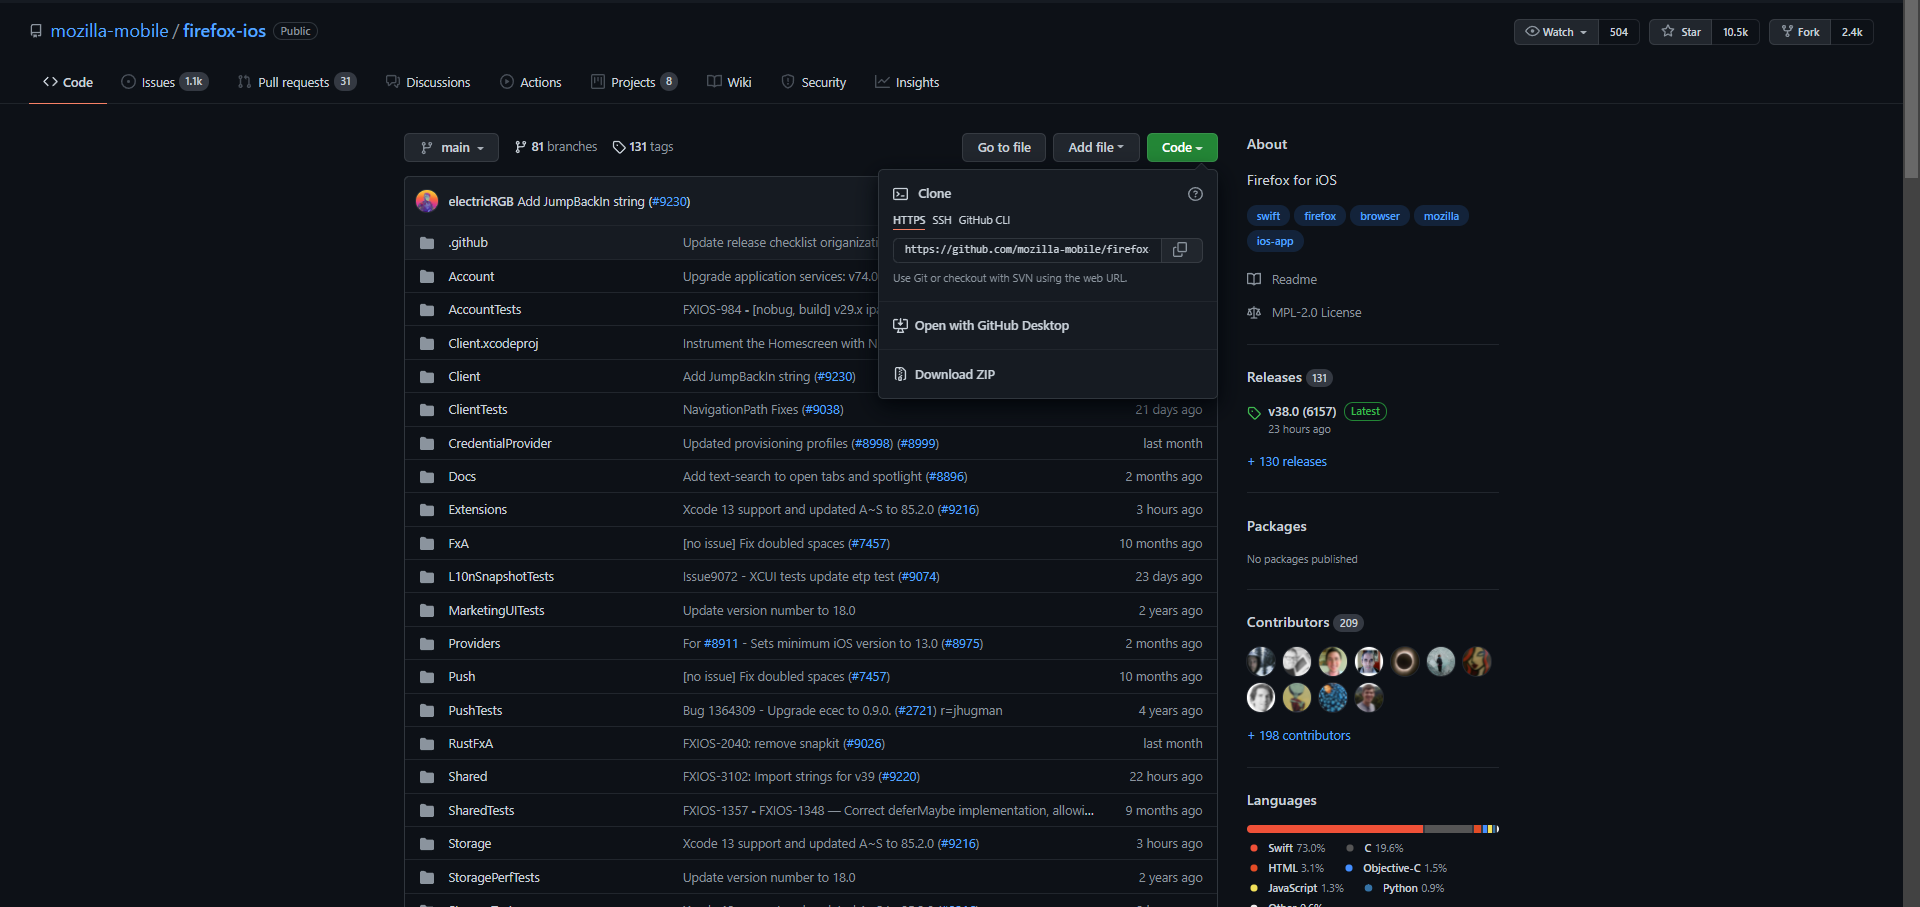 mozilla-mobile / firefox-ios Public
Watch 504 Star 10.5k Fork 2.4k
Code Issues 1.1k Pull requests 31 Discussions Actions Projects 8 Wiki Security Insights
main 81 branches 131 tags Go to file Add file Code
electricRGB Add JumpBackIn string (#9230)
Clone
HTTPS SSH GitHub CLI
https://github.com/mozilla-mobile/firefox
Use Git or checkout with SVN using the web URL.
Open with GitHub Desktop
Download ZIP
.github Update release checklist origanizati
Account Upgrade application services: v74.0
AccountTests FXIOS-984 - [nobug, build] v29.x ipa
Client.xcodeproj Instrument the Homescreen with N
Client Add JumpBackIn string (#9230)
ClientTests NavigationPath Fixes (#9038) 21 days ago
CredentialProvider Updated provisioning profiles (#8998) (#8999) last month
Docs Add text-search to open tabs and spotlight (#8896) 2 months ago
Extensions Xcode 13 support and updated A~S to 85.2.0 (#9216) 3 hours ago
FxA [no issue] Fix doubled spaces (#7457) 10 months ago
L10nSnapshotTests Issue9072 - XCUI tests update etp test (#9074) 23 days ago
MarketingUITests Update version number to 18.0 2 years ago
Providers For #8911 - Sets minimum iOS version to 13.0 (#8975) 2 months ago
Push [no issue] Fix doubled spaces (#7457) 10 months ago
PushTests Bug 1364309 - Upgrade ecec to 0.9.0. (#2721) r=jhugman 4 years ago
RustFxA FXIOS-2040: remove snapkit (#9026) last month
Shared FXIOS-3102: Import strings for v39 (#9220) 22 hours ago
SharedTests FXIOS-1357 - FXIOS-1348 — Correct deferMaybe implementation, allowi... 9 months ago
Storage Xcode 13 support and updated A~S to 85.2.0 (#9216) 3 hours ago
StoragePerfTests Update version number to 18.0 2 years ago
About
Firefox for iOS
swift firefox browser mozilla
ios-app
Readme
MPL-2.0 License
Releases 131
v38.0 (6157) Latest
23 hours ago
+ 130 releases
Packages
No packages published
Contributors 209
+ 198 contributors
Languages
Swift 73.0% C 19.6%
HTML 3.1% Objective-C 1.5%
JavaScript 1.3% Python 0.9%